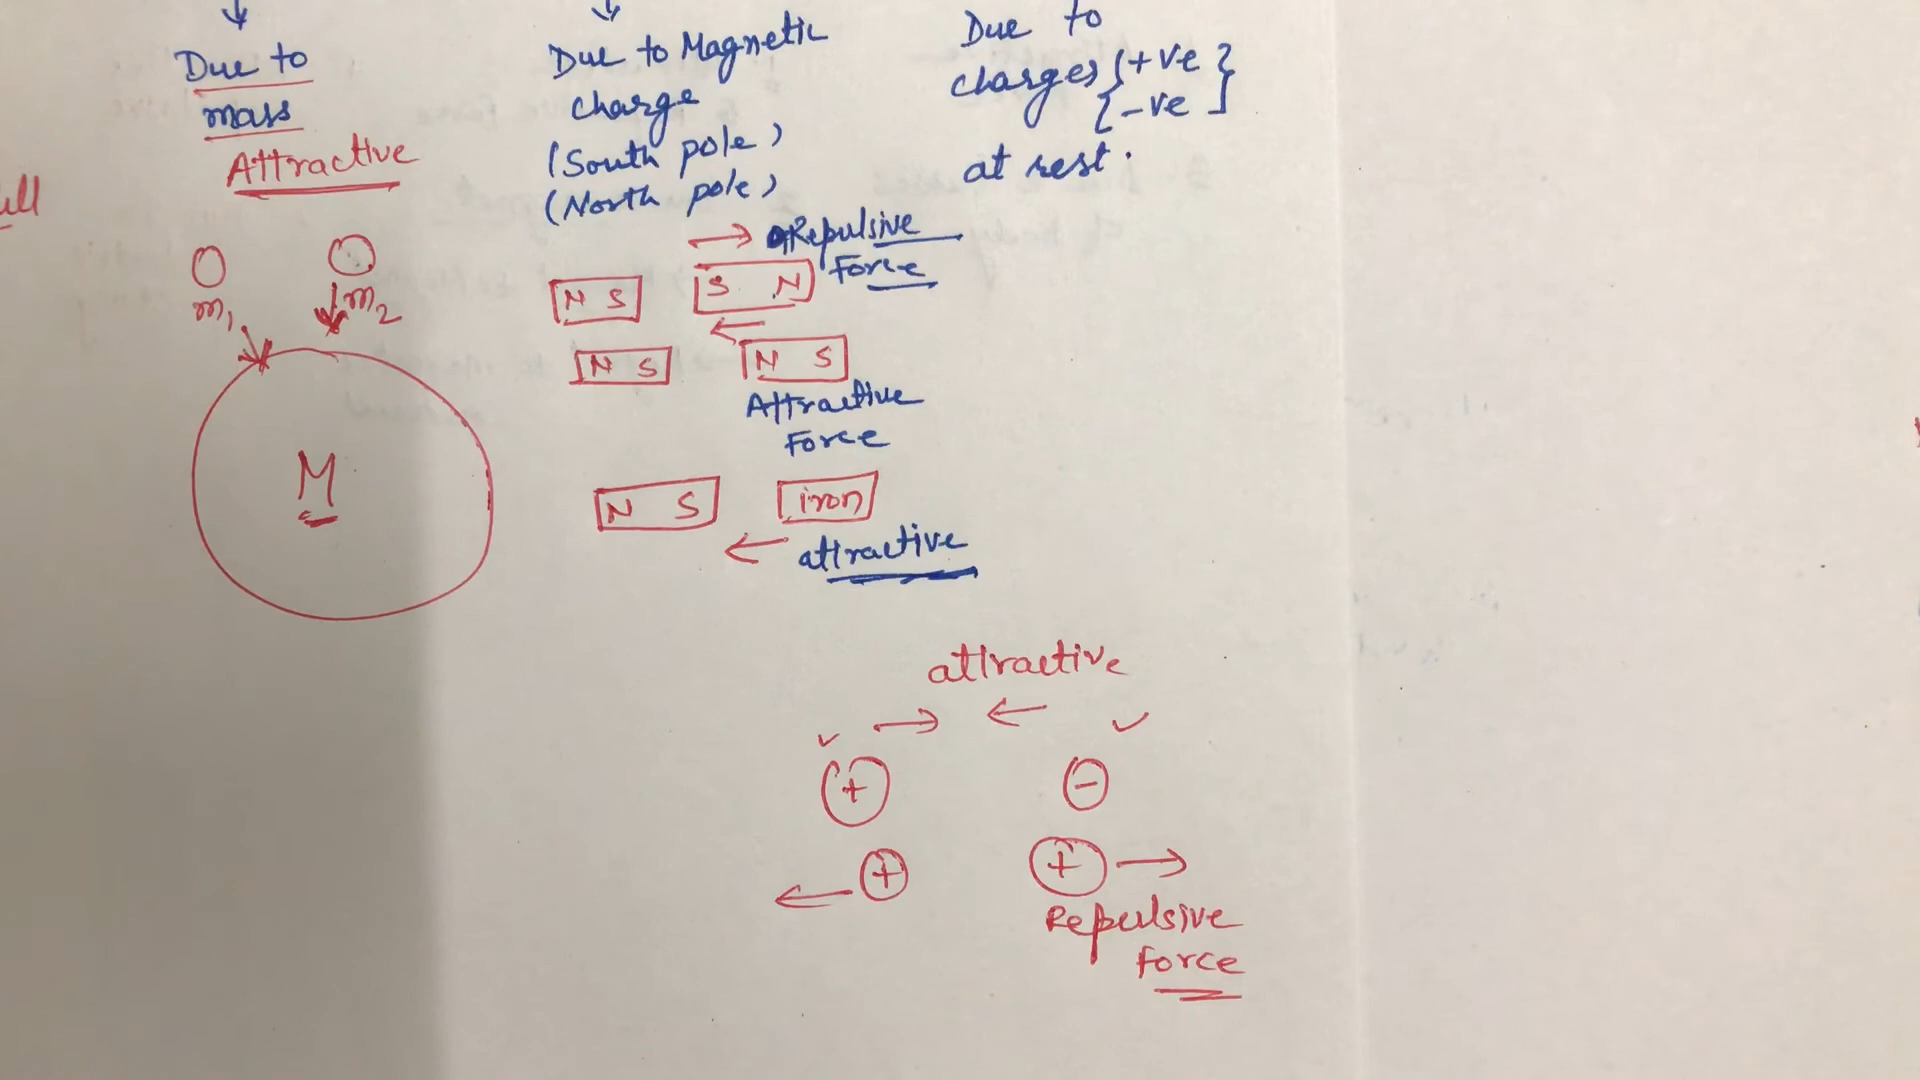 Due to
mass
Attractive
m1
m2
M
Due to Magnetic
charge
(South pole)
(North pole)
Repulsive
Force
N S
S N
N S
N S
Attractive
Force
N S
iron
attractive
Due to
charges {+ve }
{-ve }
at rest.
attractive
+
-
+
+
Repulsive
Force